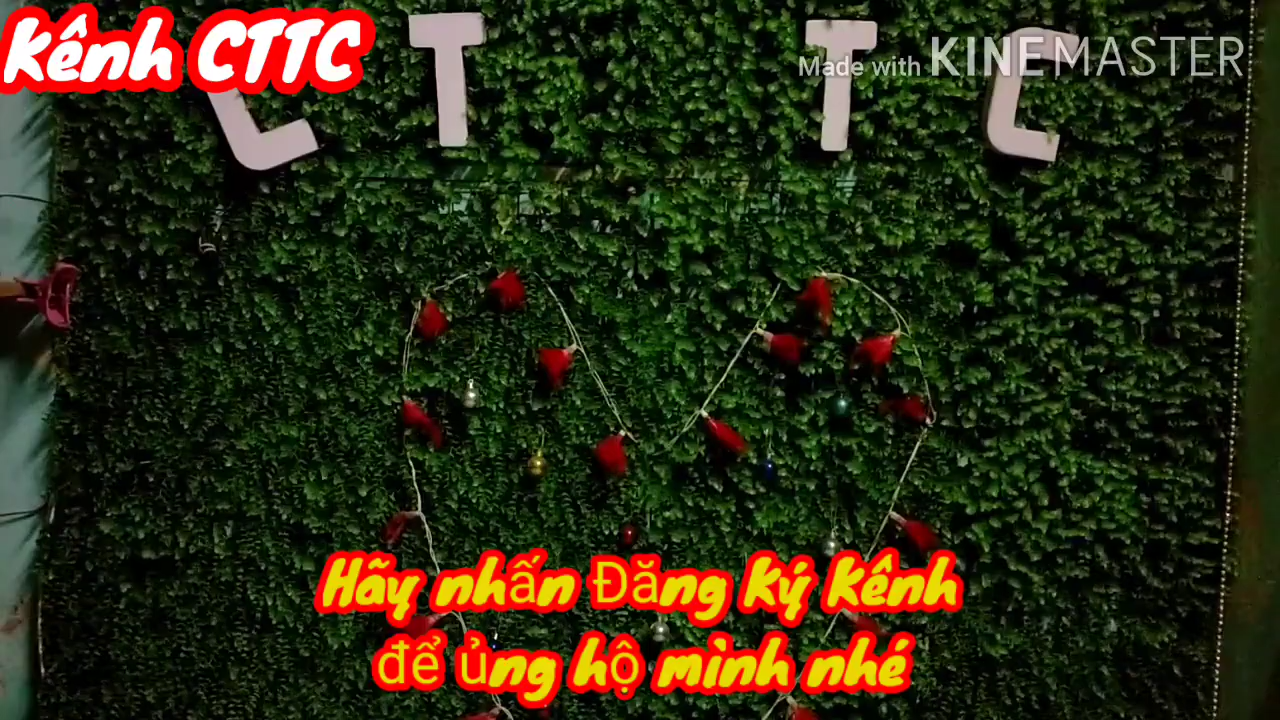 Kênh CTTC
Made with KINEMASTER
C T T C
Hãy nhấn Đăng Ký Kênh
để ủng hộ mình nhé